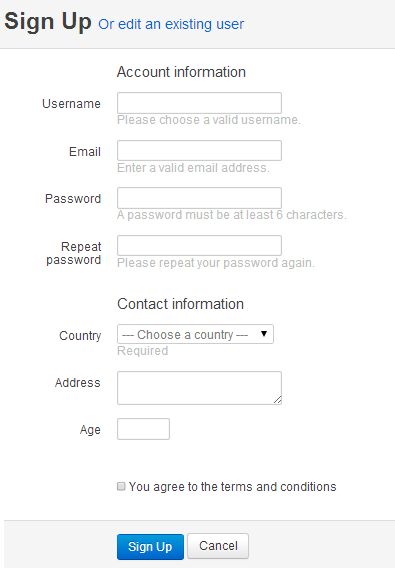 Sign Up Or edit an existing user
Account information
Username
Please choose a valid username.
Email
Enter a valid email address.
Password
A password must be at least 6 characters.
Repeat
password
Please repeat your password again.
Contact information
Country
--- Choose a country ---
Required
Address
Age
You agree to the terms and conditions
Sign Up Cancel